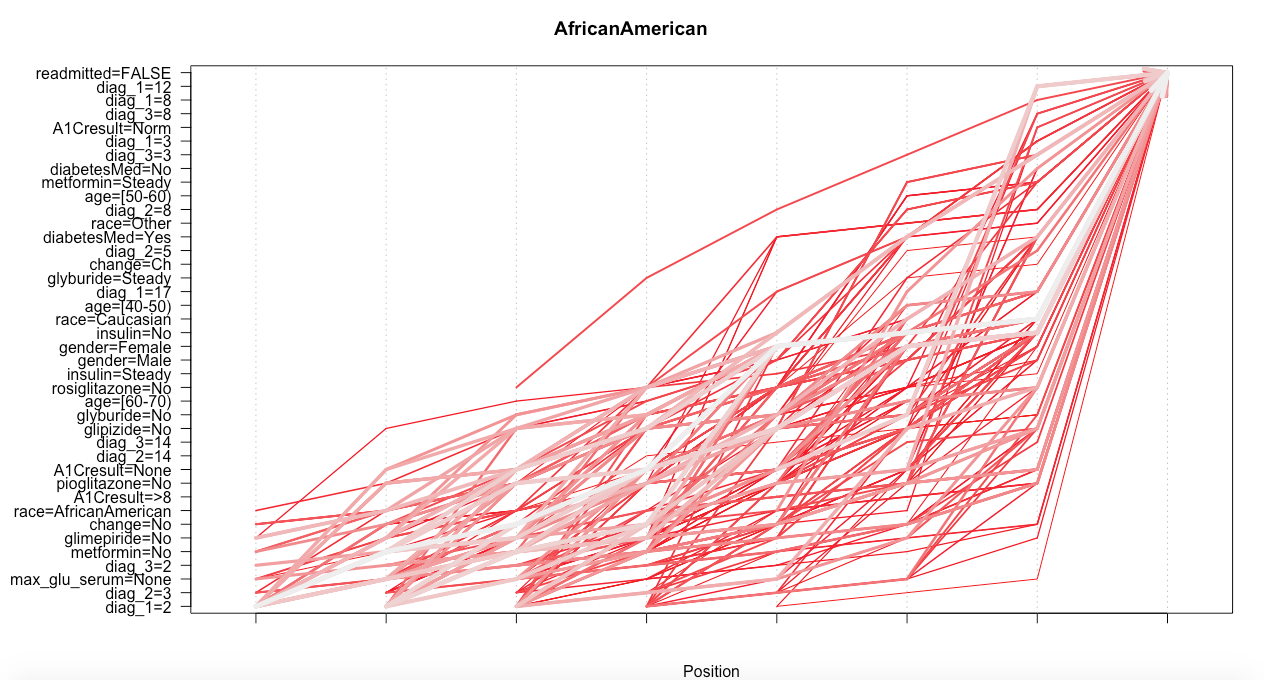 AfricanAmerican
readmitted=FALSE
diag_1=12
diag_1=8
diag_3=8
A1Cresult=Norm
diag_1=3
diag_3=3
diabetesMed=No
metformin=Steady
age=[50-60)
diag_2=8
race=Other
diabetesMed=Yes
diag_2=5
change=Ch
glyburide=Steady
diag_1=17
age=[40-50)
race=Caucasian
insulin=No
gender=Female
gender=Male
insulin=Steady
rosiglitazone=No
age=[60-70)
glyburide=No
glipizide=No
diag_3=14
diag_2=14
A1Cresult=None
pioglitazone=No
A1Cresult=>8
race=AfricanAmerican
change=No
glimepiride=No
metformin=No
diag_3=2
max_glu_serum=None
diag_2=3
diag_1=2
Position